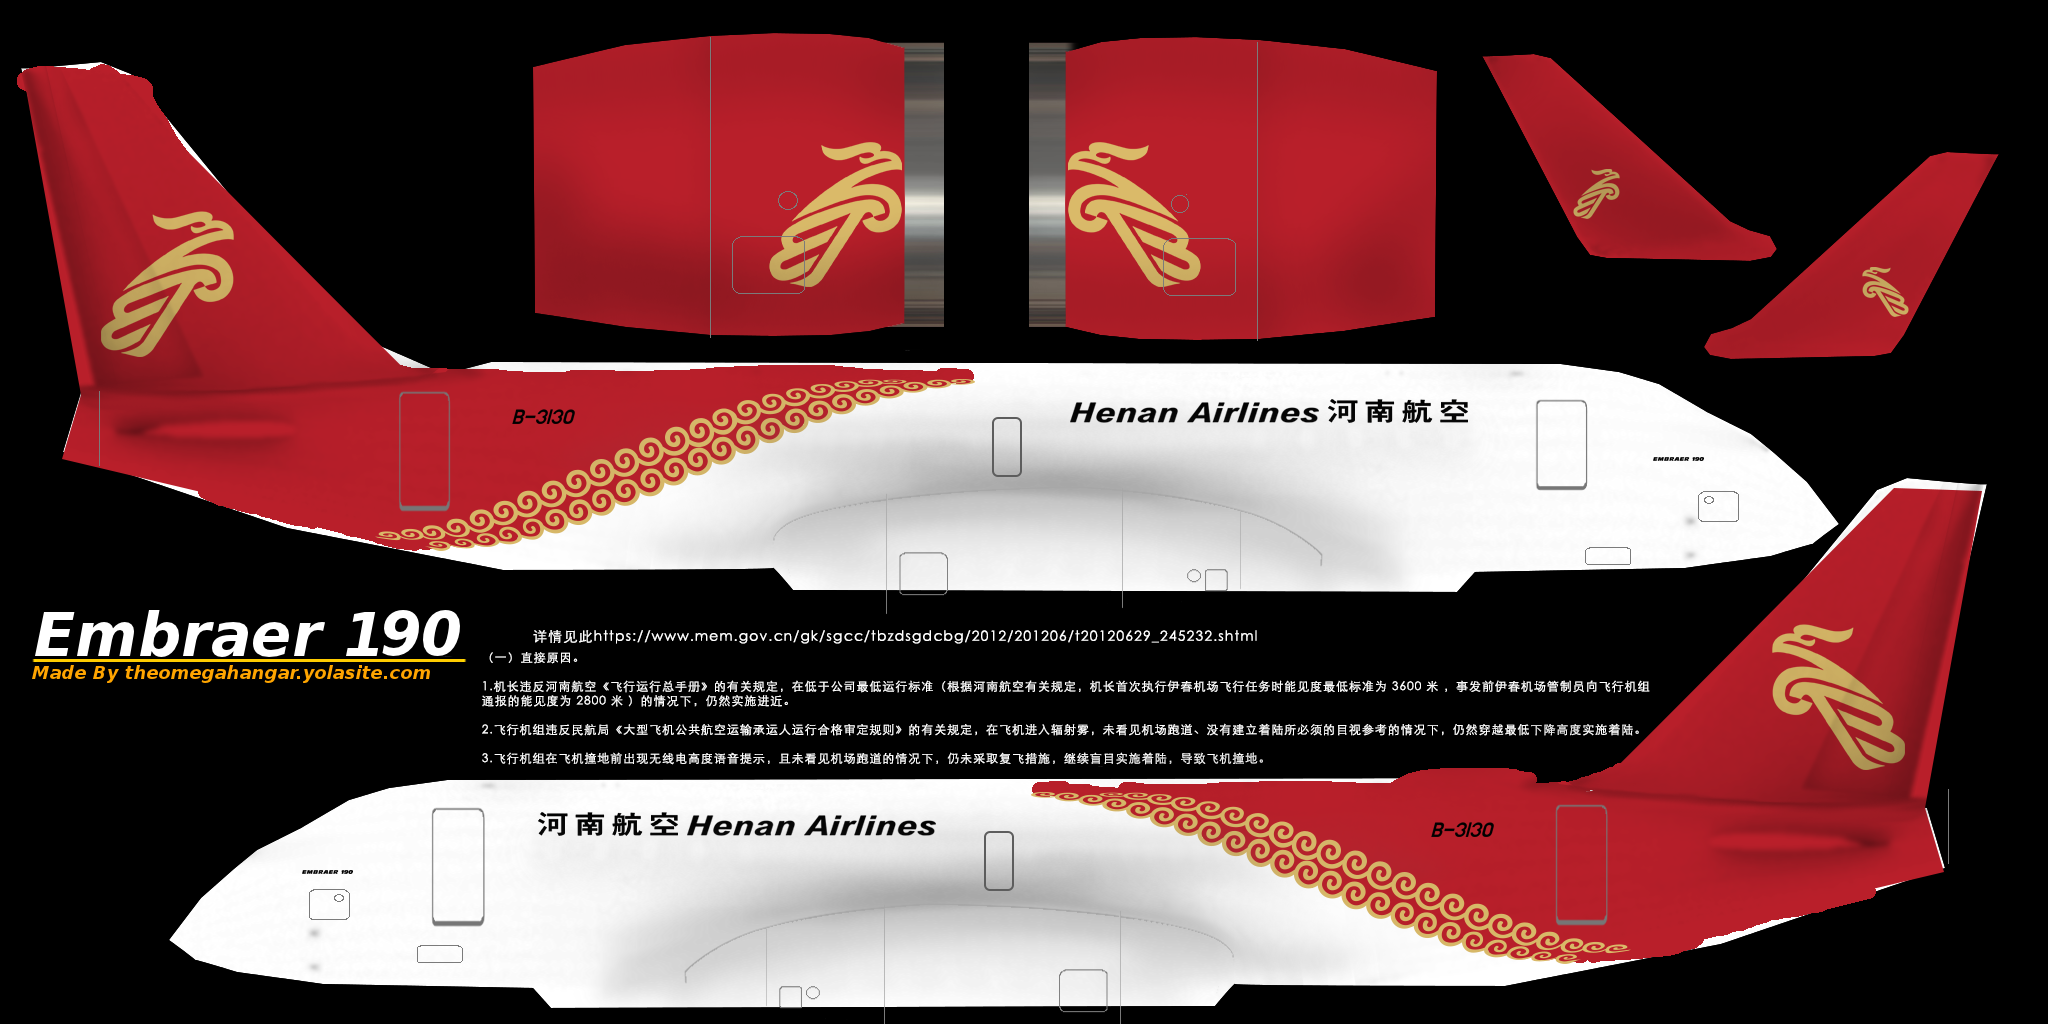 B-3130
Henan Airlines 河南航空
EMBRAER 190
Embraer 190
Made By theomegahangar.yolasite.com
详情见此https://www.mem.gov.cn/gk/sgcc/tbzdsgdcbg/2012/201206/t20120629_245232.shtml
（一）直接原因。
1.机长违反河南航空《飞行运行总手册》的有关规定，在低于公司最低运行标准（根据河南航空有关规定，机长首次执行伊春机场飞行任务时能见度最低标准为 3600 米 ，事发前伊春机场管制员向飞行机组
通报的能见度为 2800 米 ）的情况下，仍然实施进近。
2.飞行机组违反民航局《大型飞机公共航空运输承运人运行合格审定规则》的有关规定，在飞机进入辐射雾，未看见机场跑道、没有建立着陆所必须的目视参考的情况下，仍然穿越最低下降高度实施着陆。
3.飞行机组在飞机撞地前出现无线电高度语音提示，且未看见机场跑道的情况下，仍未采取复飞措施，继续盲目实施着陆，导致飞机撞地。
河南航空 Henan Airlines
B-3130
EMBRAER 190